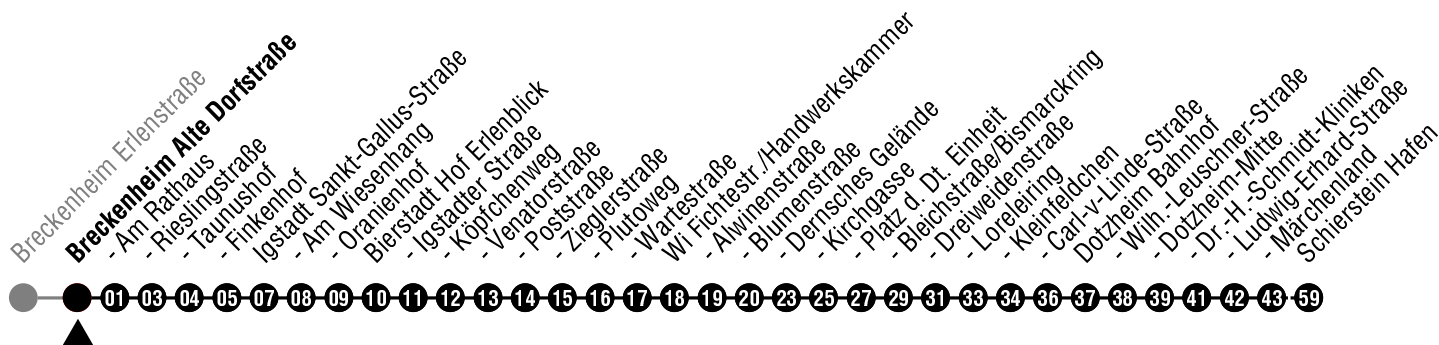 Breckenheim Erlenstraße
Breckenheim Alte Dorfstraße
- Am Rathaus
- Rieslingstraße
- Taunushof
- Finkenhof
Igstadt Sankt-Gallus-Straße
- Am Wiesenhang
- Oranienhof
Bierstadt Hof Erlenblick
- Igstadter Straße
- Köpfchenweg
- Venatorstraße
- Poststraße
- Zieglerstraße
- Plutoweg
- Wartestraße
Wi Fichtestr./Handwerkskammer
- Alwinenstraße
- Blumenstraße
- Dernsches Gelände
- Kirchgasse
- Platz d. Dt. Einheit
- Bleichstraße/Bismarckring
- Dreiweidenstraße
- Loreleiring
- Kleinfeldchen
- Carl-v-Linde-Straße
Dotzheim Bahnhof
- Wilh.-Leuschner-Straße
- Dotzheim-Mitte
- Dr.-H.-Schmidt-Kliniken
- Ludwig-Erhard-Straße
- Märchenland
Schierstein Hafen
01 03 04 05 07 08 09 10 11 12 13 14 15 16 17 18 19 20 23 25 27 29 31 33 34 36 37 38 39 41 42 43 59